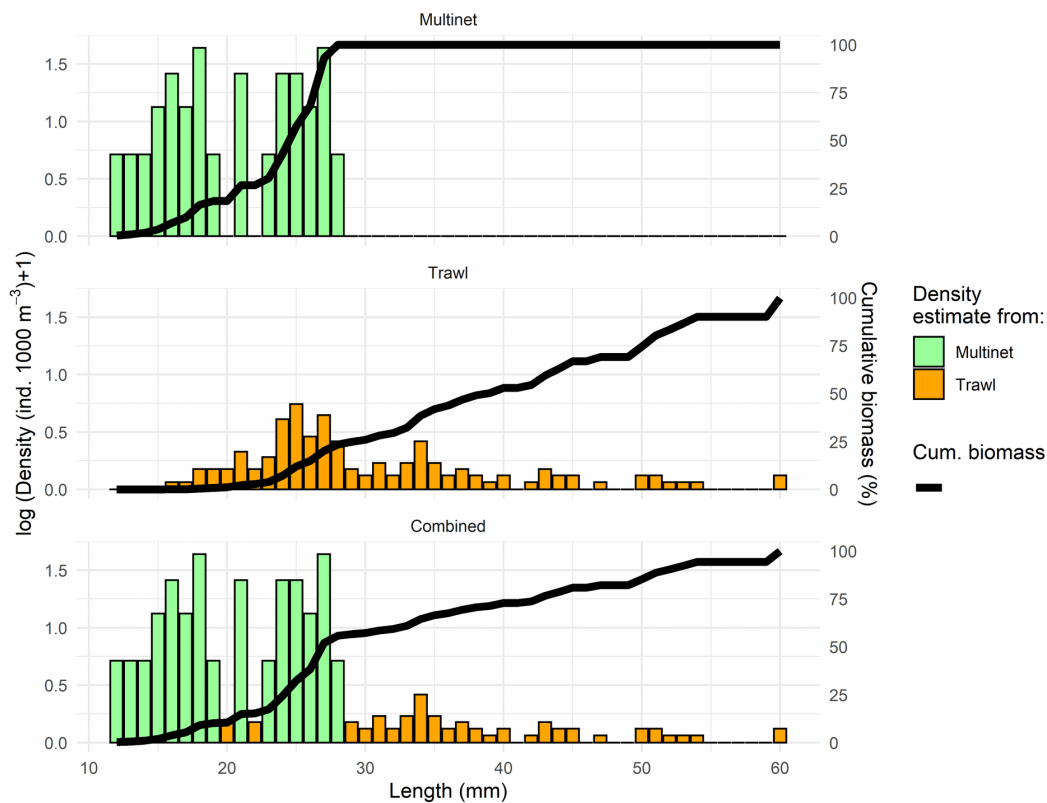 Multinet
1.5
1.0
0.5
0.0
100
75
50
25
0
Trawl
1.5
1.0
0.5
0.0
100
75
50
25
0
Combined
1.5
1.0
0.5
0.0
100
75
50
25
0
10 20 30 40 50 60
Length (mm)
log (Density (ind. 1000 m⁻³)+1)
Cumulative biomass (%)
Density
estimate from:
Multinet
Trawl
Cum. biomass